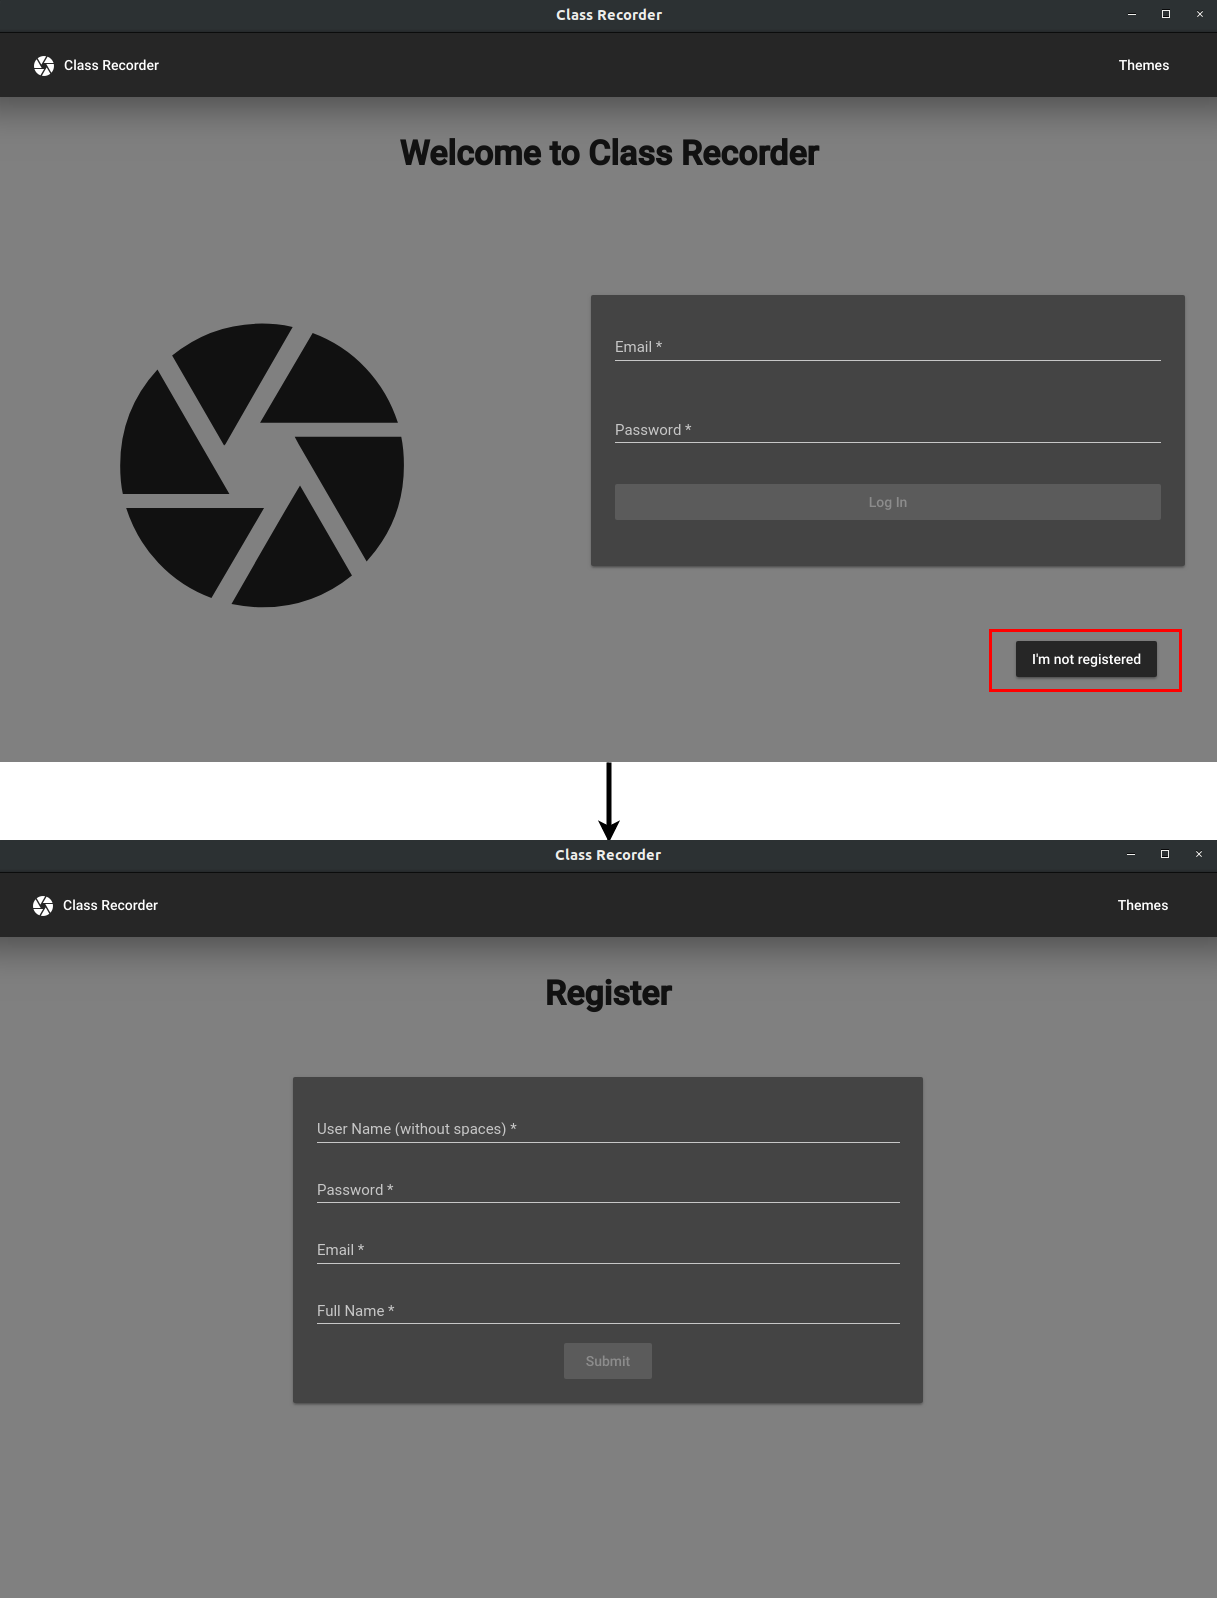 Class Recorder
Class Recorder
Themes
Welcome to Class Recorder
Email *
Password *
Log In
I'm not registered
Class Recorder
Class Recorder
Themes
Register
User Name (without spaces) *
Password *
Email *
Full Name *
Submit